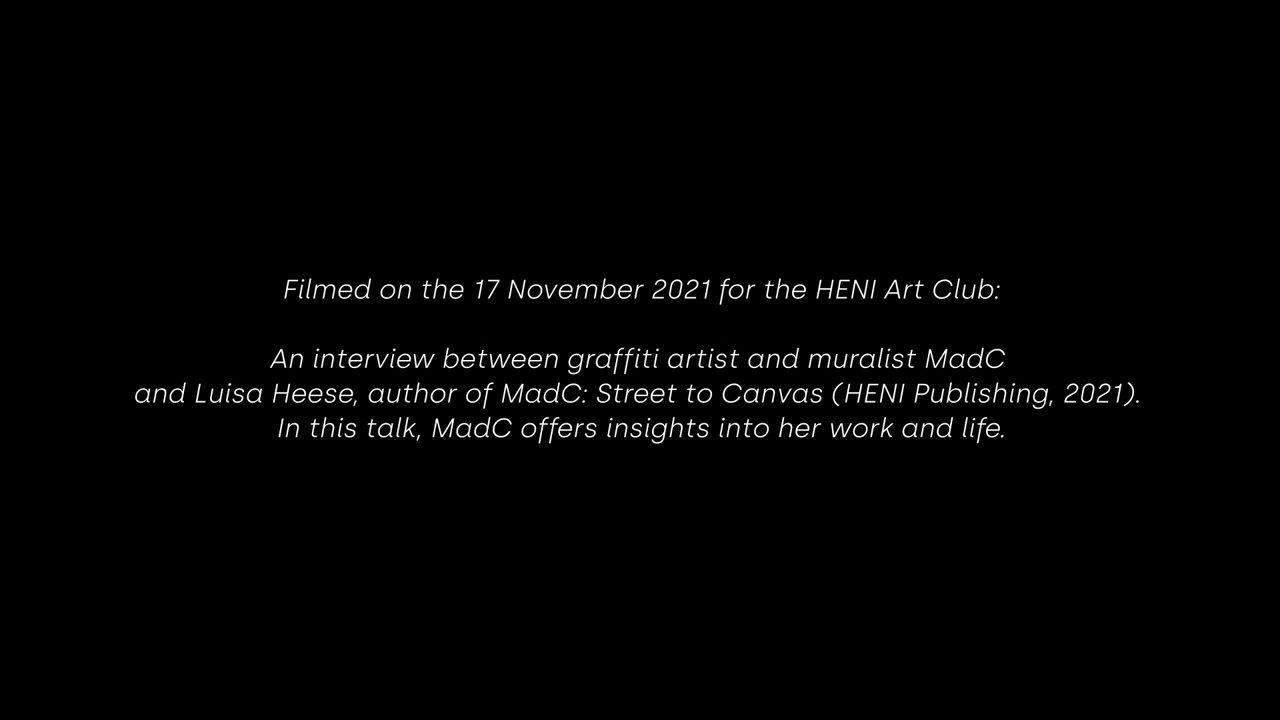 Filmed on the 17 November 2021 for the HENI Art Club:
An interview between graffiti artist and muralist MadC
and Luisa Heese, author of MadC: Street to Canvas (HENI Publishing, 2021).
In this talk, MadC offers insights into her work and life.